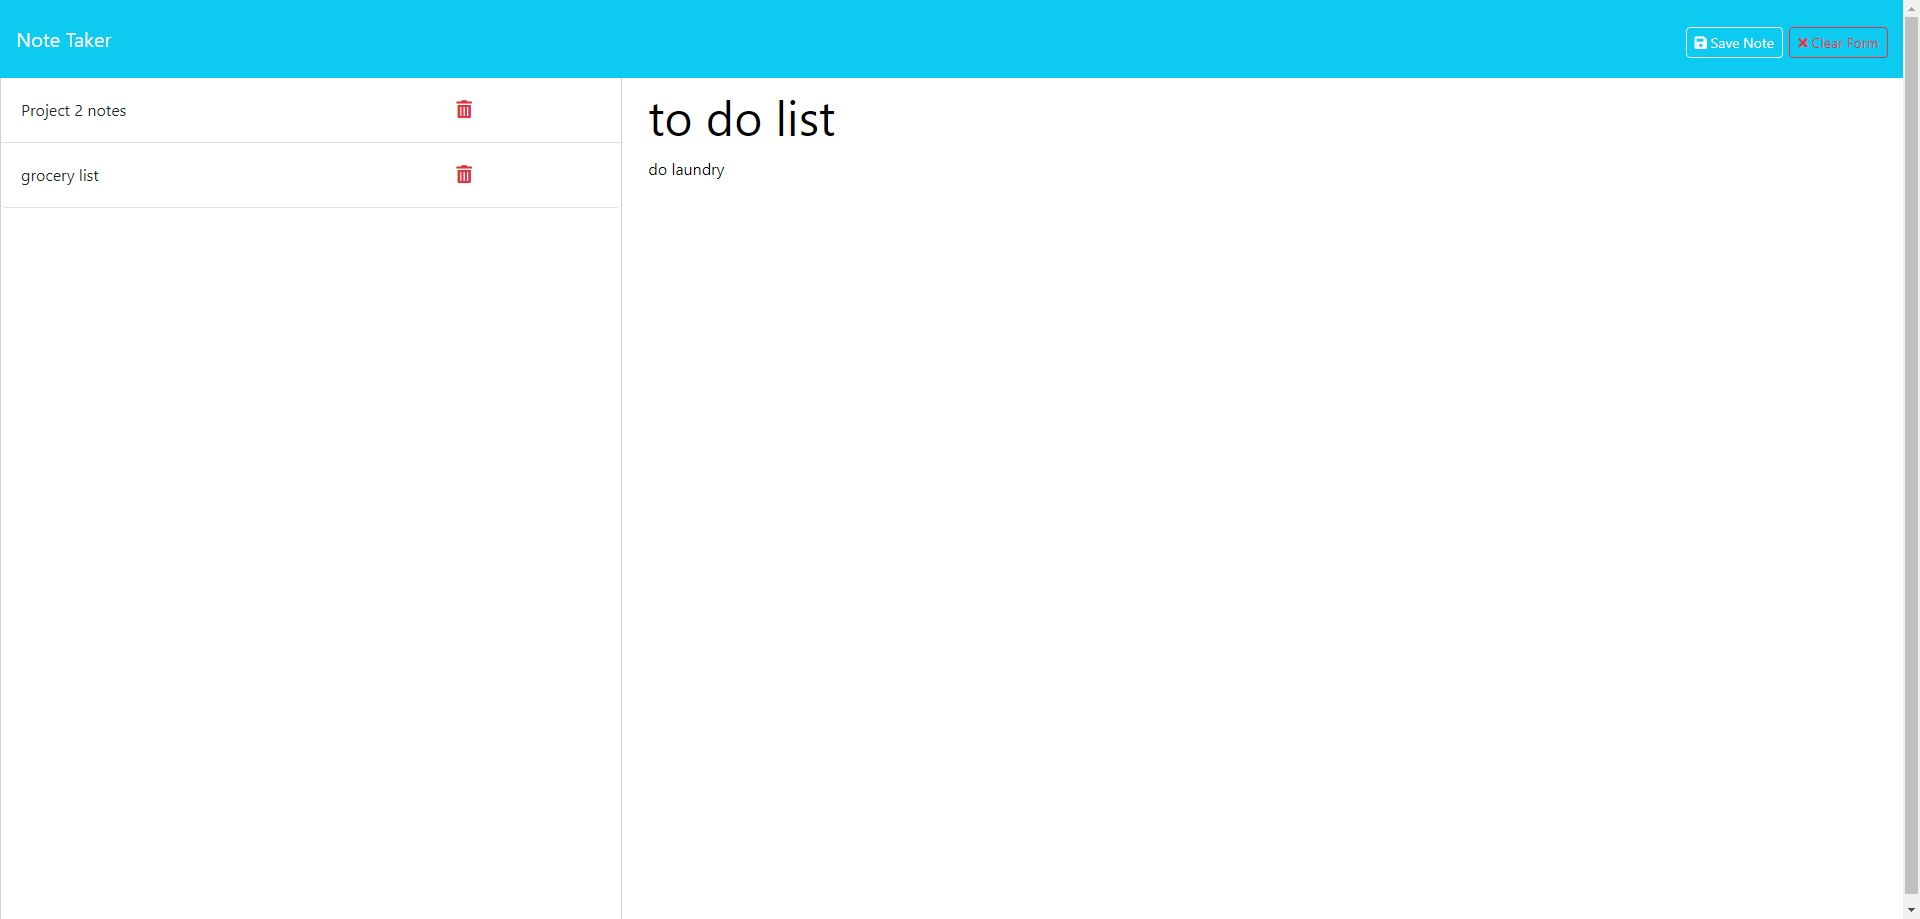 Note Taker
Save Note
Clear Form
Project 2 notes
grocery list
to do list
do laundry